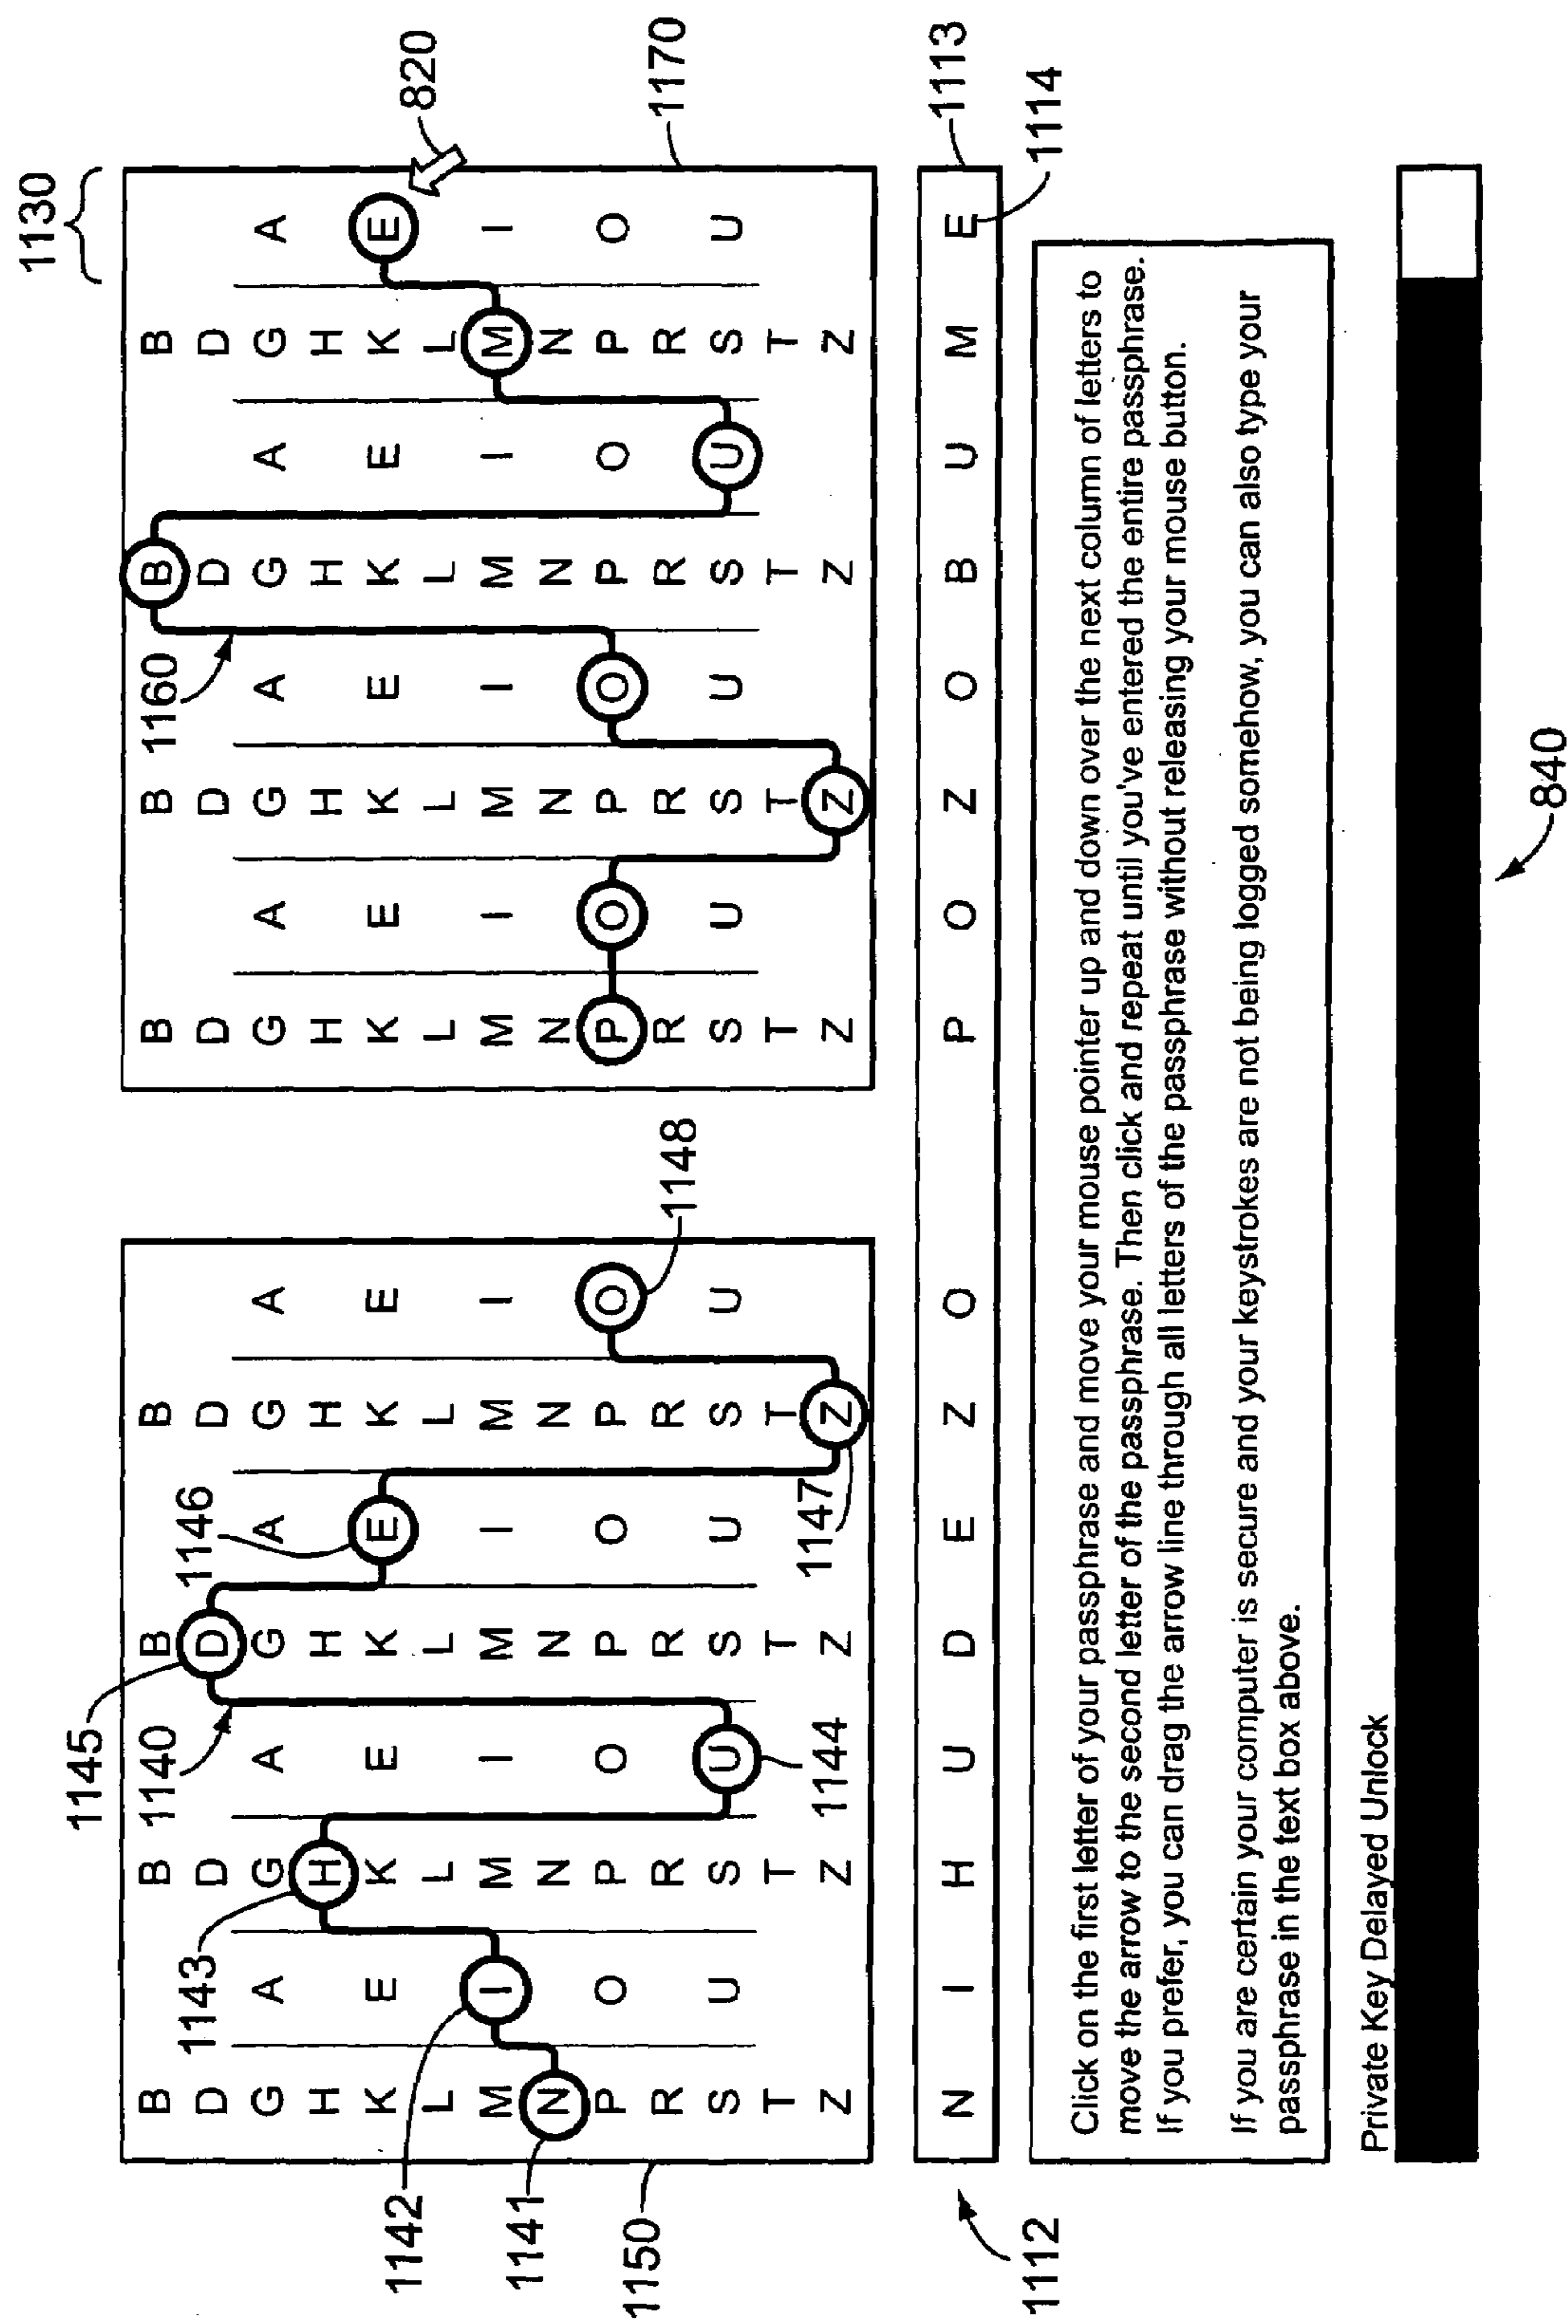 1130
1145
B B 1140 B B B B 1160 B B
D 1143 D D 1146 D D D D D
G A G A G A G A G A G A G A G A
H H H H H H H H
K E K E K E K E K E K E K E K E 820
1142 L L L L L L L L
M I M I M I M I M I M I M I M I
1141 N N N N N N N N
P O P O P O P O P O P O P O P O
1150 R R R R 1148 R R R R 1170
S U S U S U S U S U S U S U S U
T T T T T T T T
Z Z 1144 Z 1147 Z Z Z Z Z
N I H U D E Z O P O Z O B U M E 1113
1112 1114
Click on the first letter of your passphrase and move your mouse pointer up and down over the next column of letters to
move the arrow to the second letter of the passphrase. Then click and repeat until you've entered the entire passphrase.
If you prefer, you can drag the arrow line through all letters of the passphrase without releasing your mouse button.
If you are certain your computer is secure and your keystrokes are not being logged somehow, you can also type your
passphrase in the text box above.
Private Key Delayed Unlock
840